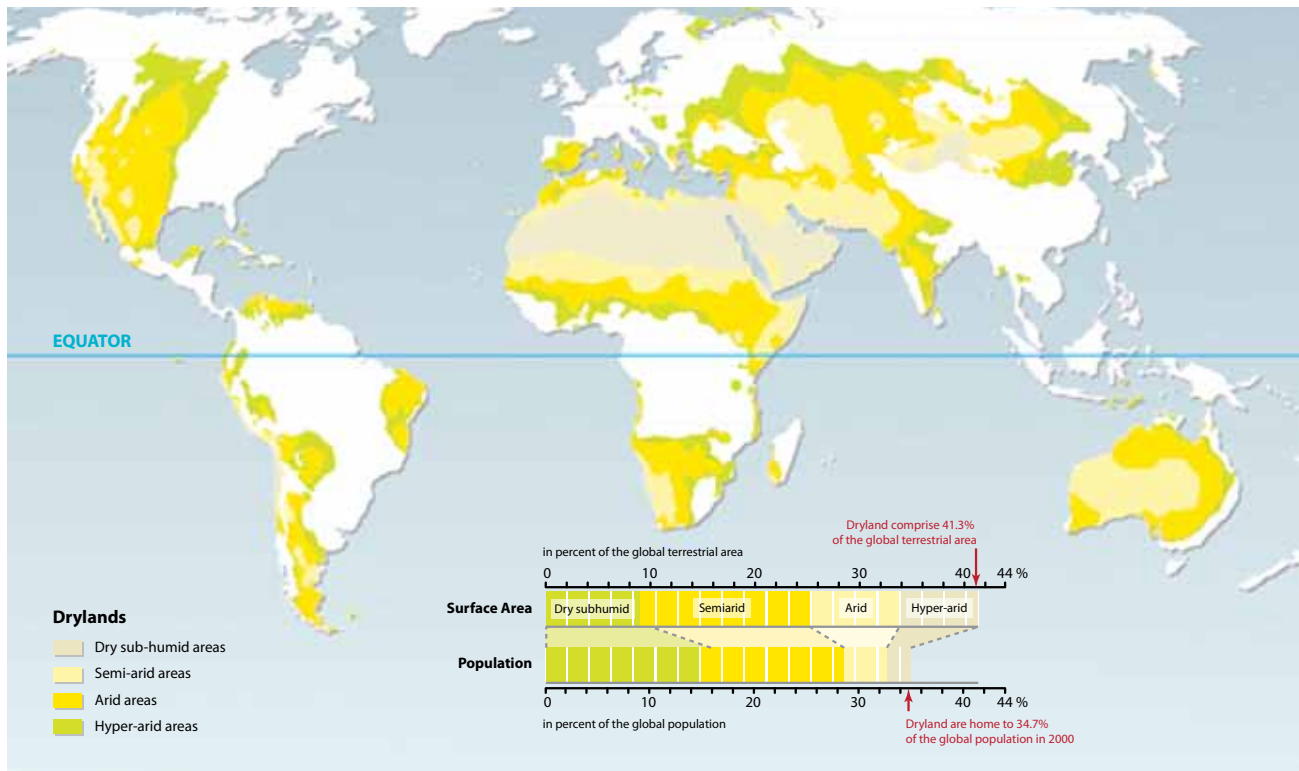 EQUATOR
Dryland comprise 41.3%
of the global terrestrial area
in percent of the global terrestrial area
0 10 20 30 40 44 %
Surface Area Dry subhumid Semiarid Arid Hyper-arid
Population
0 10 20 30 40 44 %
in percent of the global population
Dryland are home to 34.7%
of the global population in 2000
Drylands
Dry sub-humid areas
Semi-arid areas
Arid areas
Hyper-arid areas